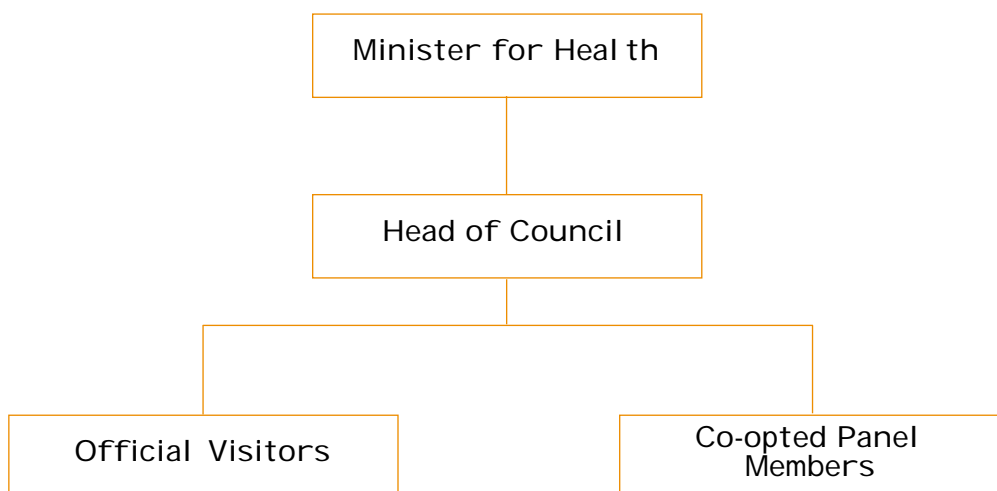 Minister for Health
Head of Council
Official Visitors
Co-opted Panel
Members